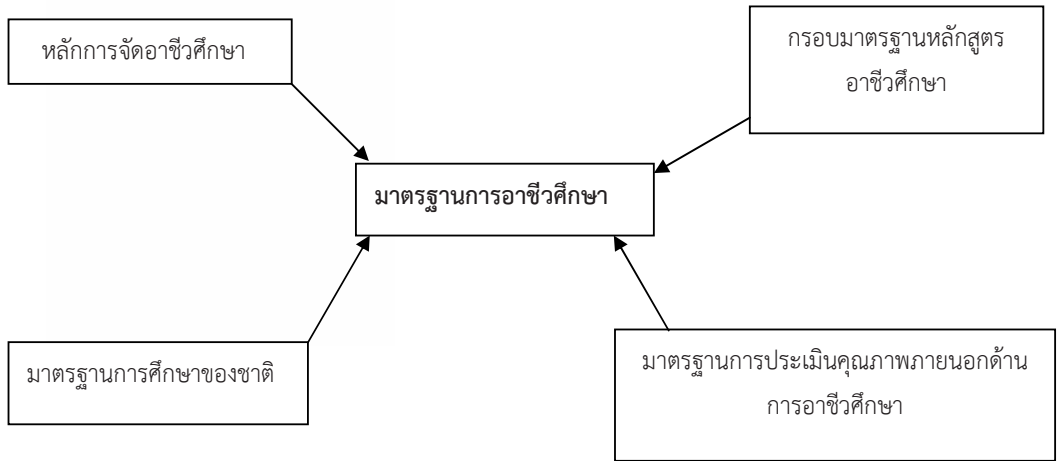 หลักการจัดอาชีวศึกษา
กรอบมาตรฐานหลักสูตร
อาชีวศึกษา
มาตรฐานการอาชีวศึกษา
มาตรฐานการศึกษาของชาติ
มาตรฐานการประเมินคุณภาพภายนอกด้าน
การอาชีวศึกษา